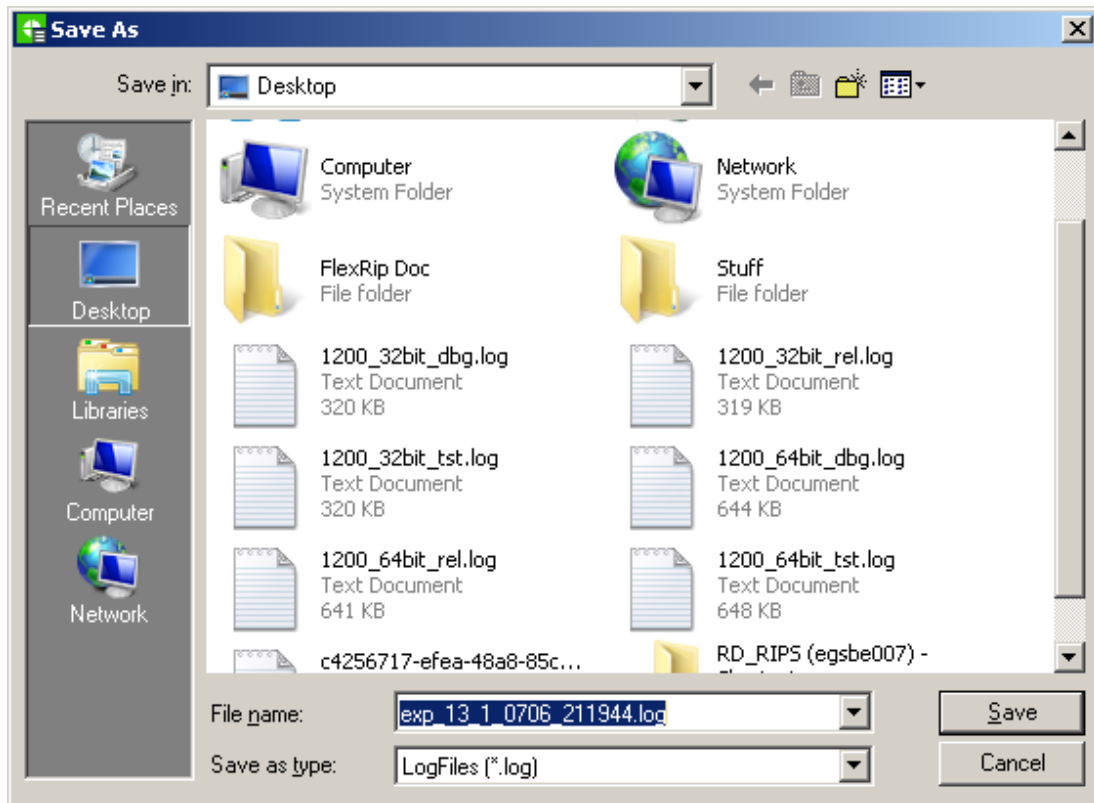 Save As
Save in:
Desktop
Recent Places
Desktop
Libraries
Computer
Network
Computer
System Folder
Network
System Folder
FlexRip Doc
File folder
Stuff
File folder
1200_32bit_dbg.log
Text Document
320 KB
1200_32bit_rel.log
Text Document
319 KB
1200_32bit_tst.log
Text Document
320 KB
1200_64bit_dbg.log
Text Document
644 KB
1200_64bit_rel.log
Text Document
641 KB
1200_64bit_tst.log
Text Document
648 KB
c4256717-efea-48a8-85c...
RD_RIPS (egsbe007) -
File name:
exp_13_1_0706_211944.log
Save
Save as type:
LogFiles (*.log)
Cancel